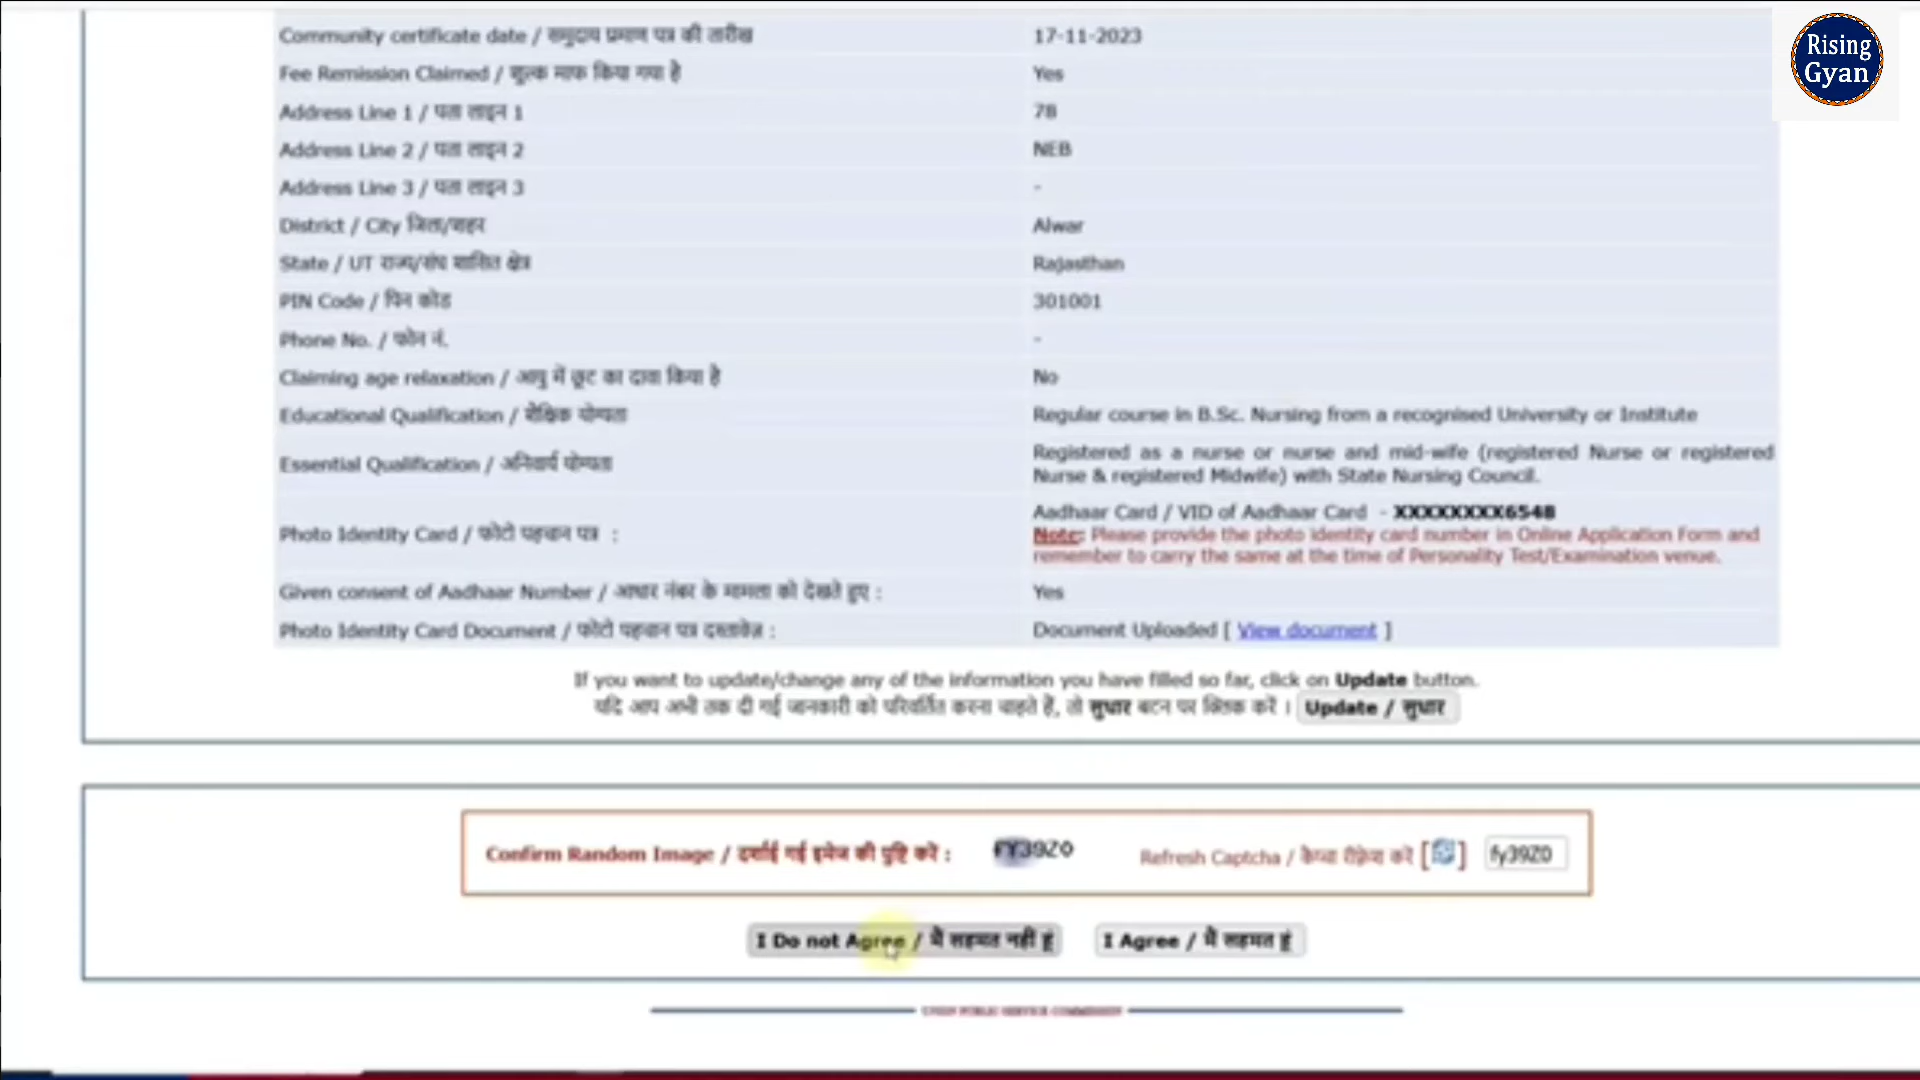 Rising
Gyan
Community certificate date / समुदाय प्रमाण पत्र की तारीख 17-11-2023
Fee Remission Claimed / शुल्क माफ किया गया है Yes
Address Line 1 / पता लाइन 1 78
Address Line 2 / पता लाइन 2 NEB
Address Line 3 / पता लाइन 3 -
District / City जिला/शहर Alwar
State / UT राज्य/संघ शासित क्षेत्र Rajasthan
PIN Code / पिन कोड 301001
Phone No. / फोन नं. -
Claiming age relaxation / आयु में छूट का दावा किया है No
Educational Qualification / शैक्षिक योग्यता Regular course in B.Sc. Nursing from a recognised University or Institute
Essential Qualification / अनिवार्य योग्यता Registered as a nurse or nurse and mid-wife (registered Nurse or registered
Nurse & registered Midwife) with State Nursing Council.
Aadhaar Card / VID of Aadhaar Card - XXXXXXXX6548
Photo Identity Card / फोटो पहचान पत्र : Note: Please provide the photo identity card number in Online Application Form and
remember to carry the same at the time of Personality Test/Examination venue.
Given consent of Aadhaar Number / आधार नंबर के मामला को देखते हुए : Yes
Photo Identity Card Document / फोटो पहचान पत्र दस्तावेज़ : Document Uploaded [ View document ]
If you want to update/change any of the information you have filled so far, click on Update button.
यदि आप अभी तक दी गई जानकारी को परिवर्तित करना चाहते हैं, तो सुधार बटन पर क्लिक करें । Update / सुधार
Confirm Random Image / दर्शाई गई इमेज की पुष्टि करें : FY39Z0 Refresh Captcha / कैप्चा रीफ़्रेश करें [ ] fy39Z0
I Do not Agree / मैं सहमत नहीं हूं I Agree / मैं सहमत हूं
UNION PUBLIC SERVICE COMMISSION